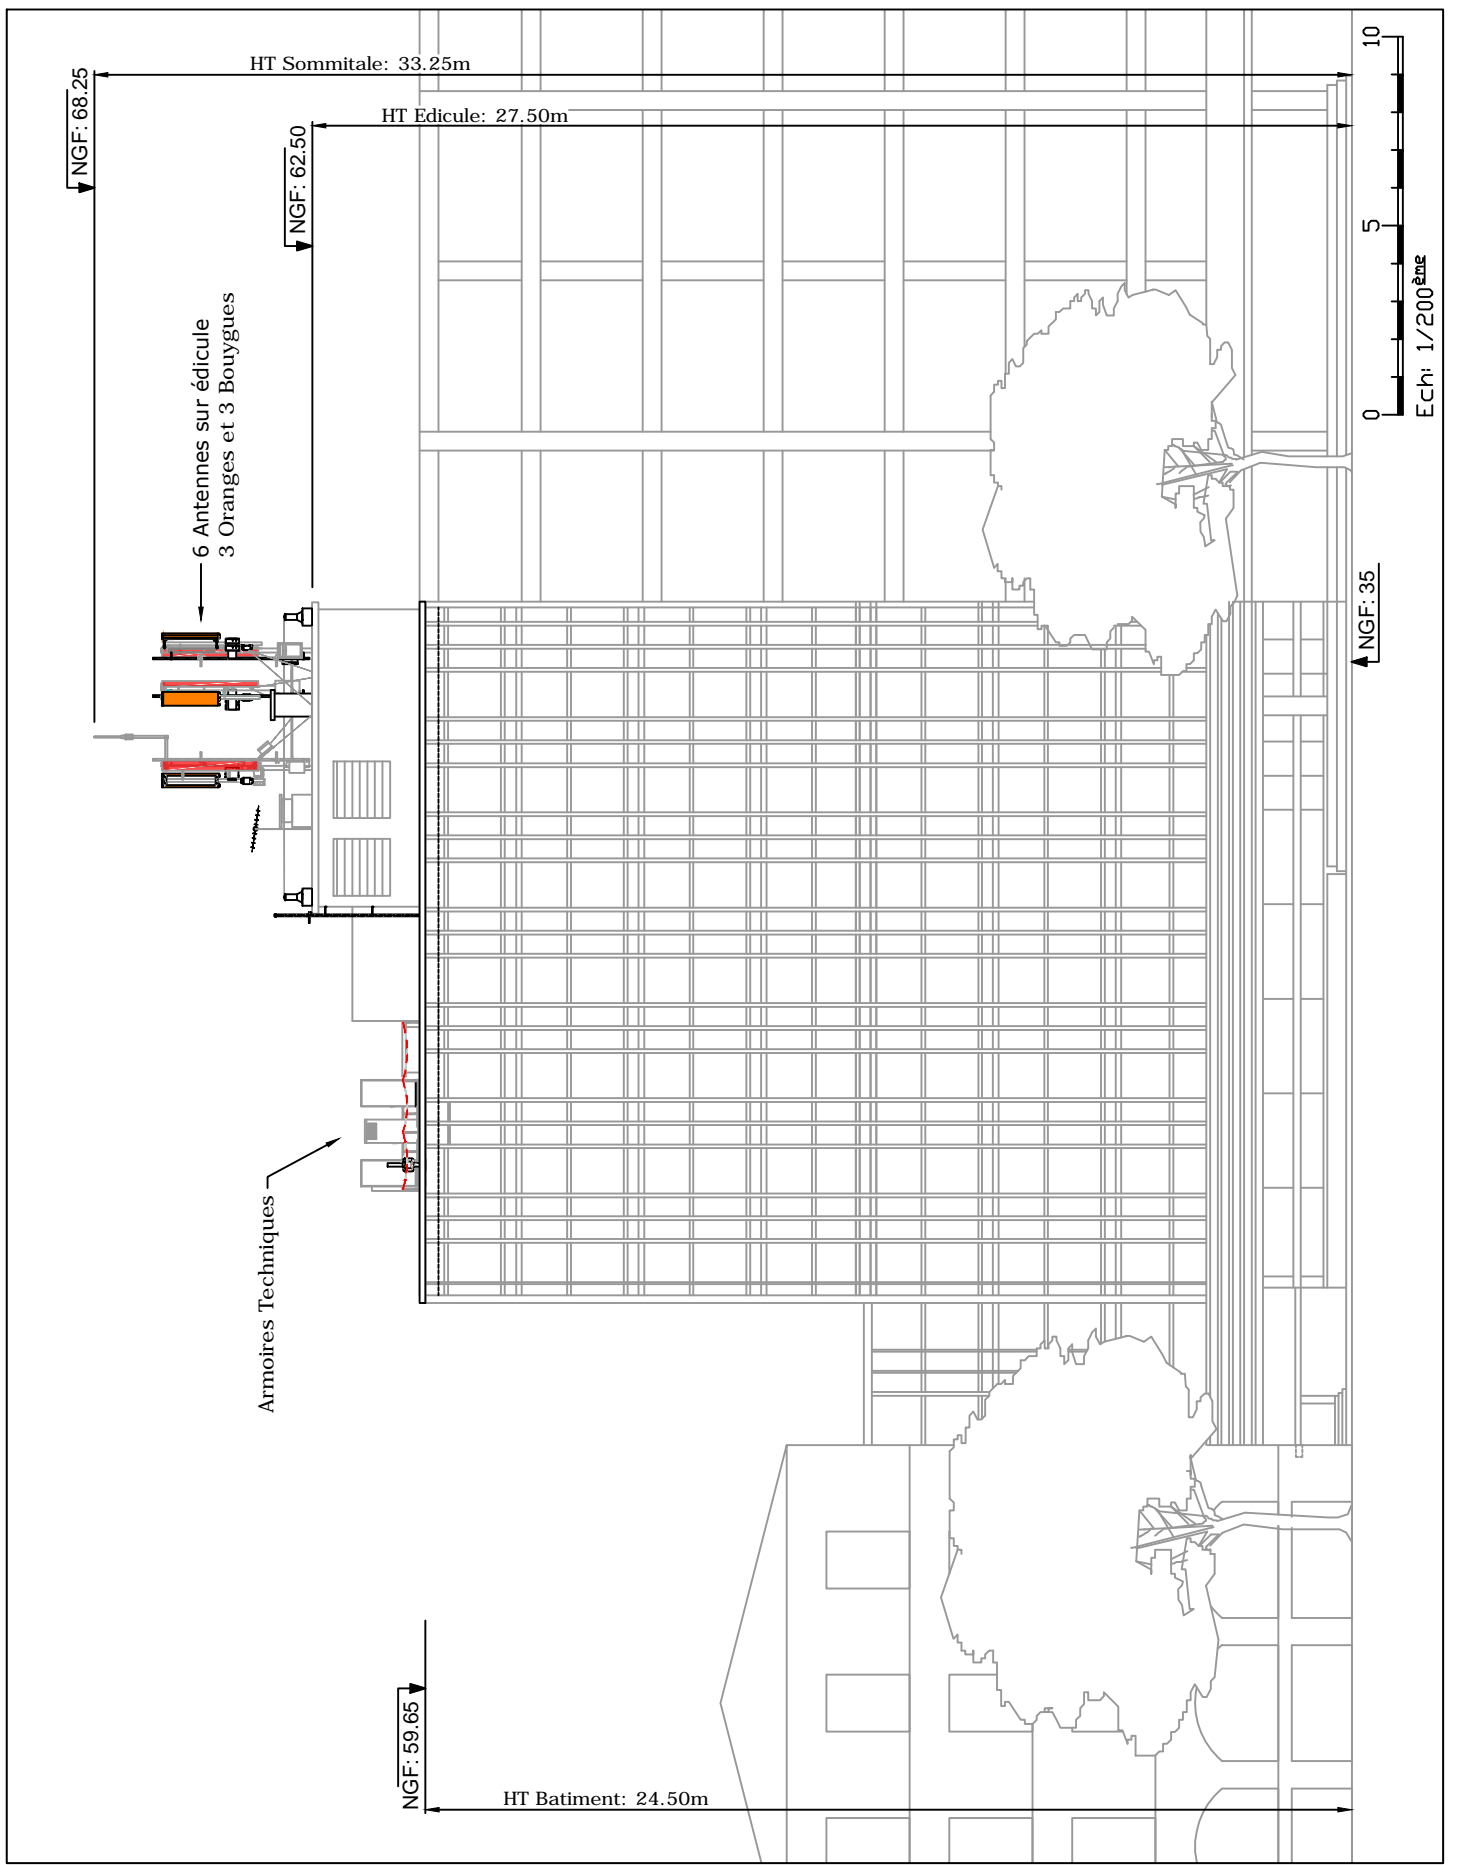 HT Sommitale: 33.25m
NGF: 68.25
HT Edicule: 27.50m
NGF: 62.50
6 Antennes sur édicule
3 Oranges et 3 Bouygues
Armoires Techniques
NGF: 59.65
HT Batiment: 24.50m
NGF: 35
0 5 10
Ech: 1/200ème